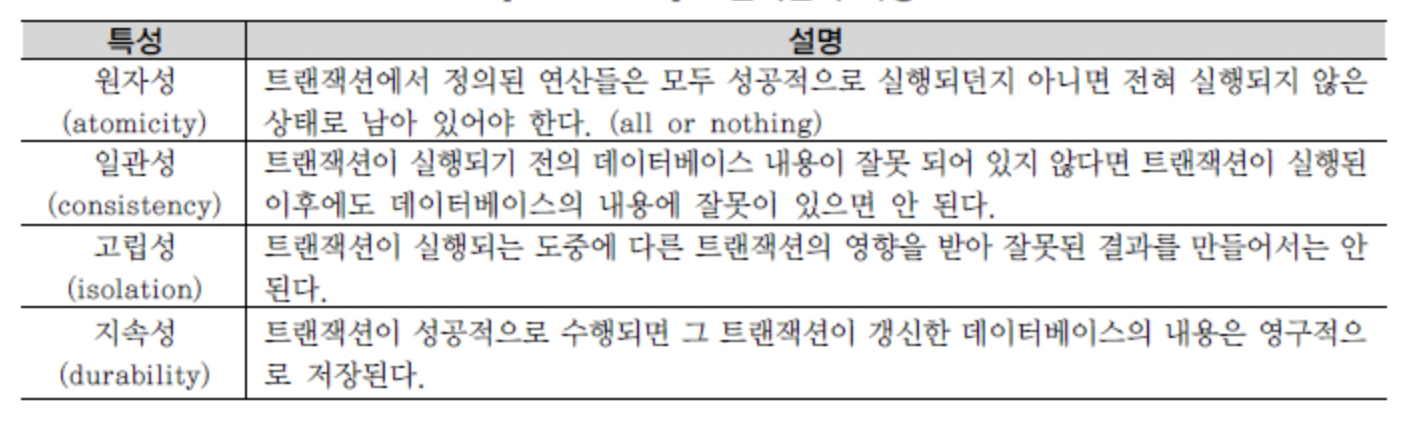 특성 설명
원자성 트랜잭션에서 정의된 연산들은 모두 성공적으로 실행되던지 아니면 전혀 실행되지 않은
(atomicity) 상태로 남아 있어야 한다. (all or nothing)
일관성 트랜잭션이 실행되기 전의 데이터베이스 내용이 잘못 되어 있지 않다면 트랜잭션이 실행된
(consistency) 이후에도 데이터베이스의 내용에 잘못이 있으면 안 된다.
고립성 트랜잭션이 실행되는 도중에 다른 트랜잭션의 영향을 받아 잘못된 결과를 만들어서는 안
(isolation) 된다.
지속성 트랜잭션이 성공적으로 수행되면 그 트랜잭션이 갱신한 데이터베이스의 내용은 영구적으
(durability) 로 저장된다.